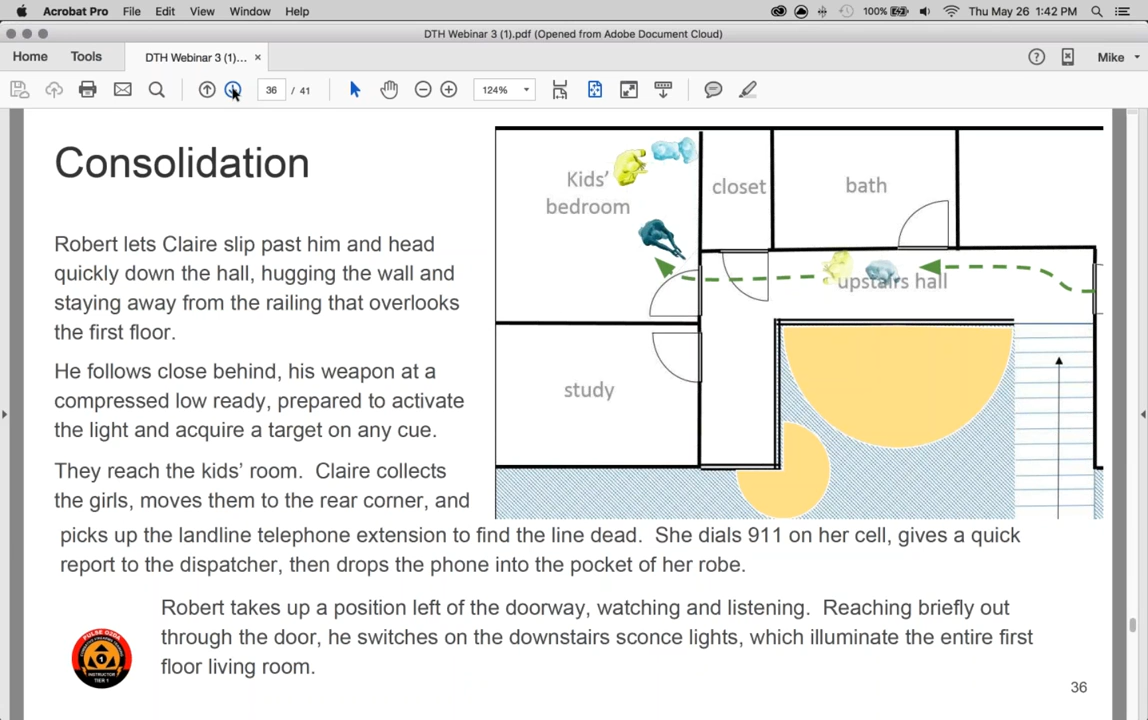 Acrobat Pro File Edit View Window Help 100% Thu May 26 1:42 PM
DTH Webinar 3 (1).pdf (Opened from Adobe Document Cloud)
Home Tools DTH Webinar 3 (1)... × Mike
36 / 41 124%
Consolidation
Robert lets Claire slip past him and head
quickly down the hall, hugging the wall and
staying away from the railing that overlooks
the first floor.
He follows close behind, his weapon at a
compressed low ready, prepared to activate
the light and acquire a target on any cue.
They reach the kids’ room. Claire collects
the girls, moves them to the rear corner, and
picks up the landline telephone extension to find the line dead. She dials 911 on her cell, gives a quick
report to the dispatcher, then drops the phone into the pocket of her robe.
Robert takes up a position left of the doorway, watching and listening. Reaching briefly out
through the door, he switches on the downstairs sconce lights, which illuminate the entire first
floor living room.
Kids’
bedroom
closet
bath
upstairs hall
study
PULSE O2DA
1
INSTRUCTOR
TIER 1
36